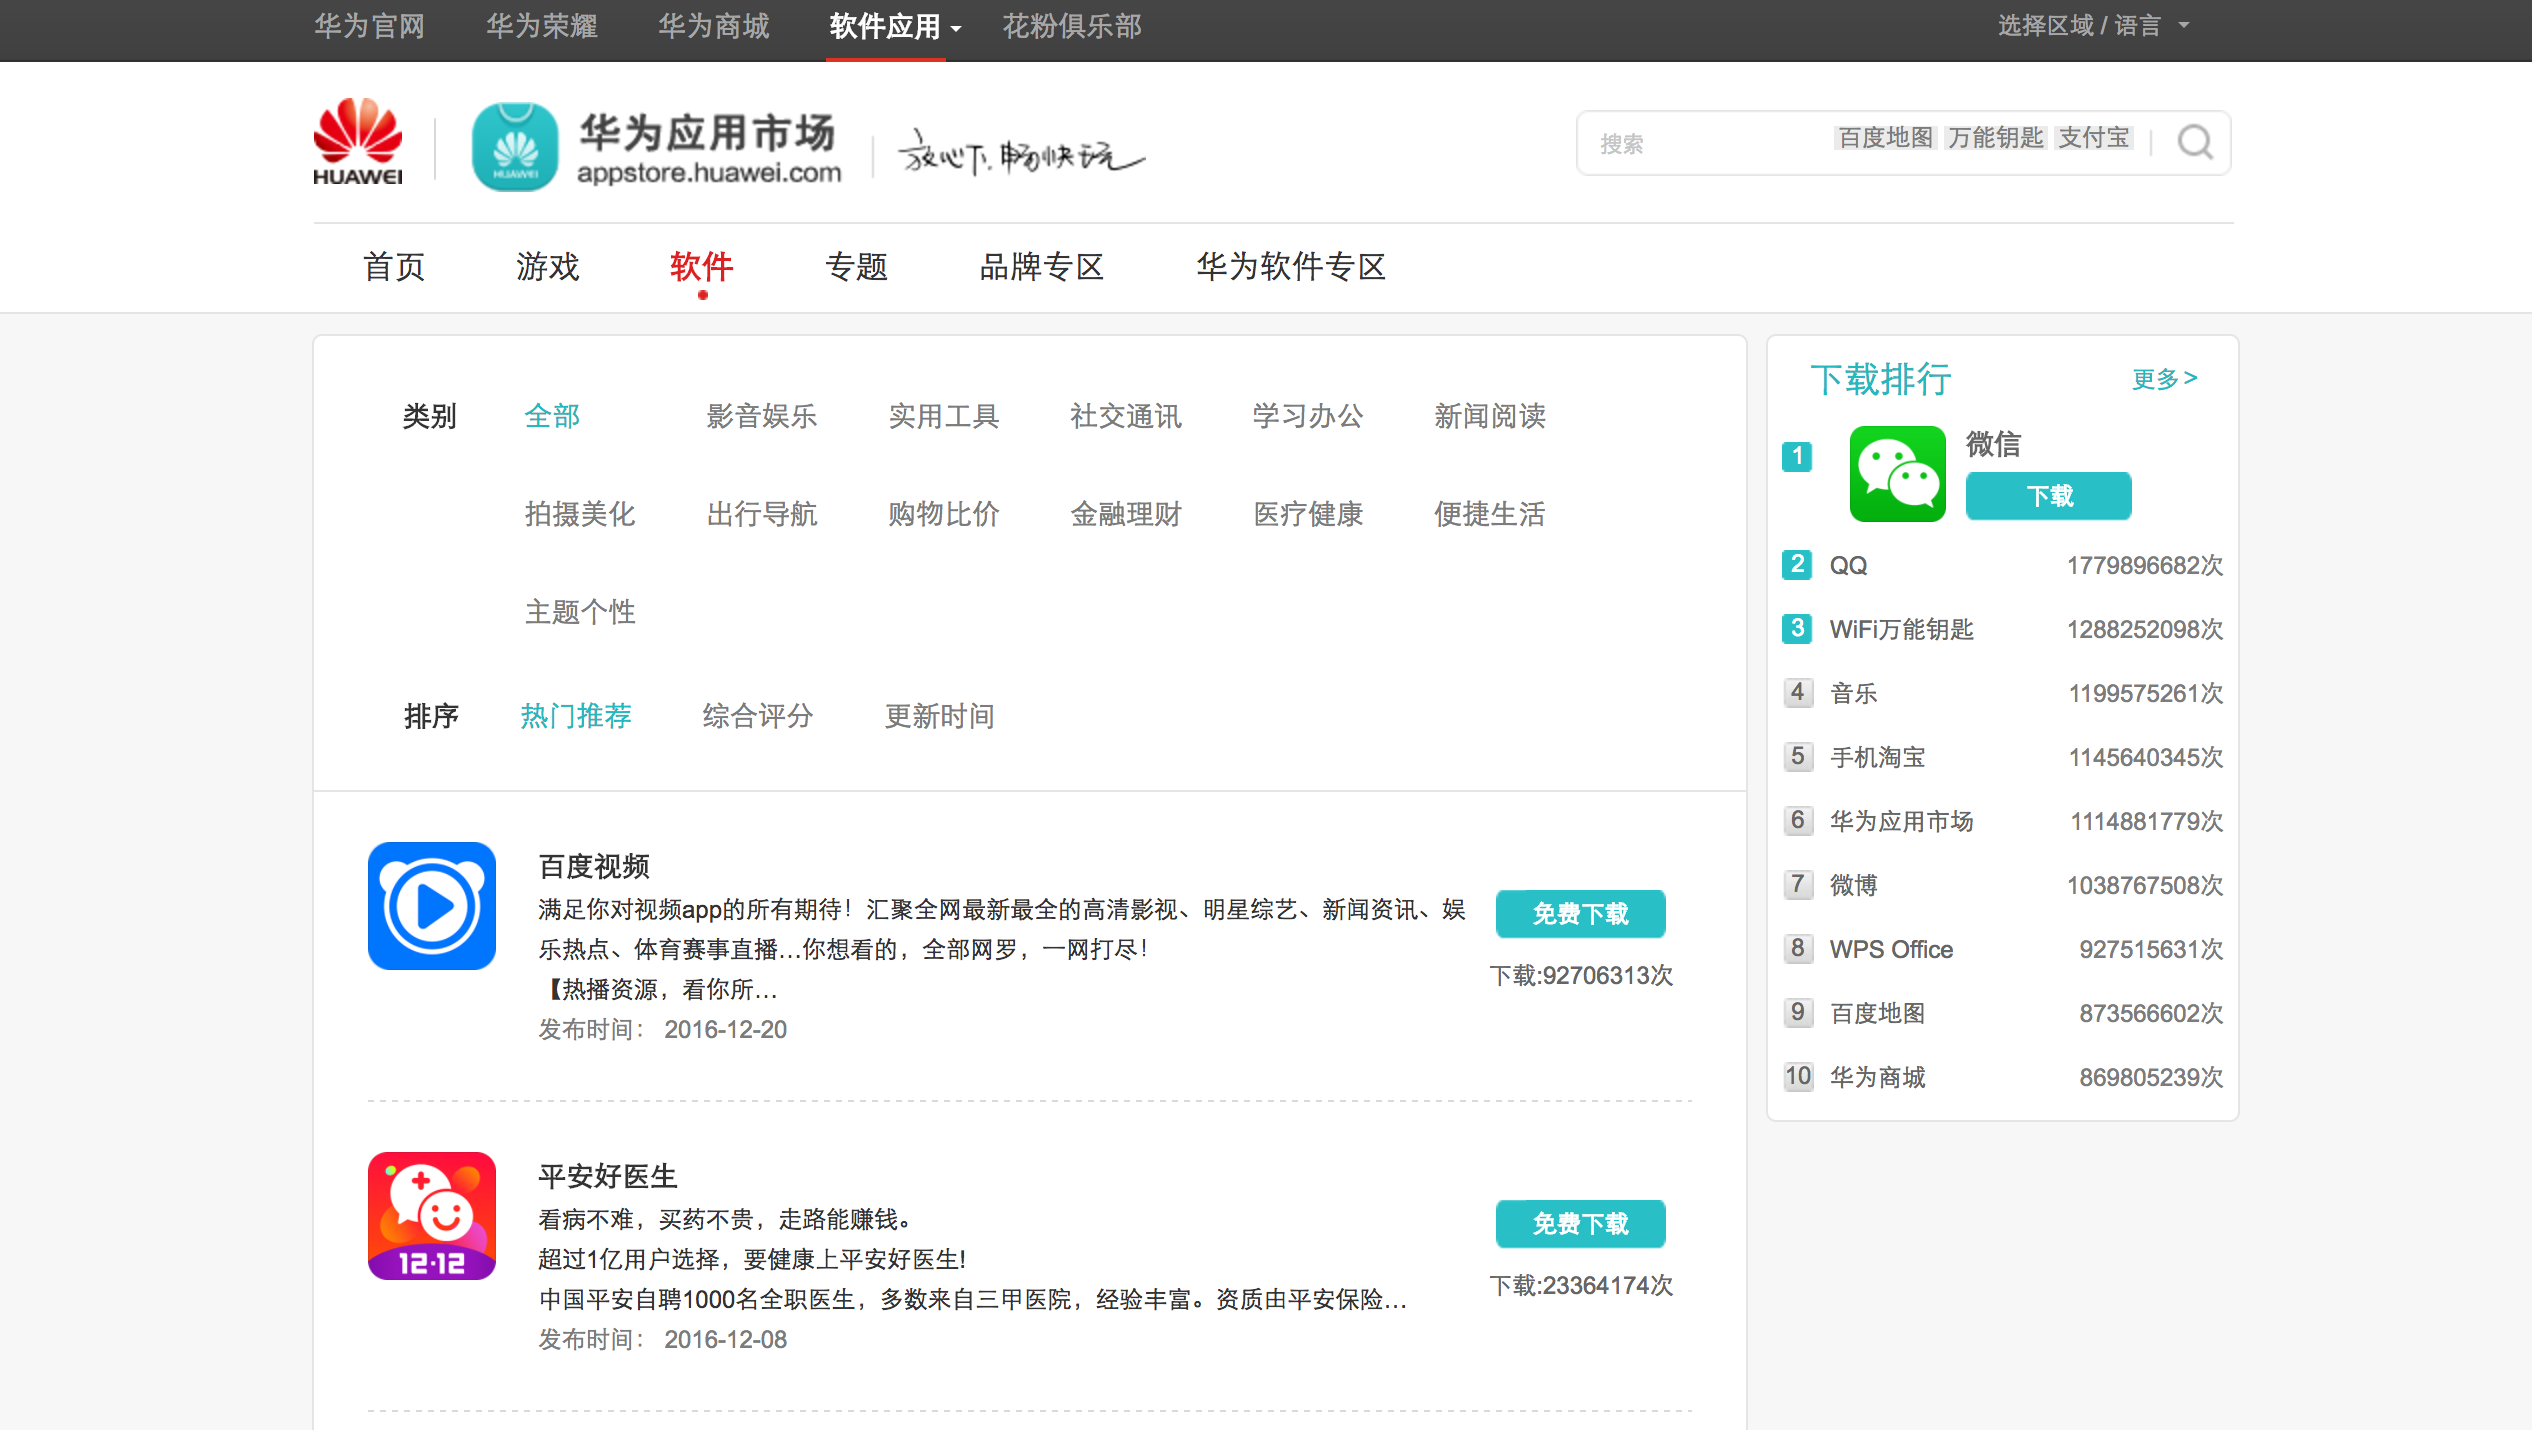 华为官网 华为荣耀 华为商城 软件应用 花粉俱乐部 选择区域 / 语言
HUAWEI
HUAWEI
华为应用市场
appstore.huawei.com
放心下,畅快玩
搜索 百度地图 万能钥匙 支付宝
首页 游戏 软件 专题 品牌专区 华为软件专区
类别 全部 影音娱乐 实用工具 社交通讯 学习办公 新闻阅读
拍摄美化 出行导航 购物比价 金融理财 医疗健康 便捷生活
主题个性
排序 热门推荐 综合评分 更新时间
百度视频
满足你对视频app的所有期待！汇聚全网最新最全的高清影视、明星综艺、新闻资讯、娱
乐热点、体育赛事直播...你想看的，全部网罗，一网打尽！
【热播资源，看你所...
发布时间： 2016-12-20
免费下载
下载:92706313次
12·12
平安好医生
看病不难，买药不贵，走路能赚钱。
超过1亿用户选择，要健康上平安好医生!
中国平安自聘1000名全职医生，多数来自三甲医院，经验丰富。资质由平安保险...
发布时间： 2016-12-08
免费下载
下载:23364174次
下载排行 更多>
1 微信
下载
2 QQ 1779896682次
3 WiFi万能钥匙 1288252098次
4 音乐 1199575261次
5 手机淘宝 1145640345次
6 华为应用市场 1114881779次
7 微博 1038767508次
8 WPS Office 927515631次
9 百度地图 873566602次
10 华为商城 869805239次